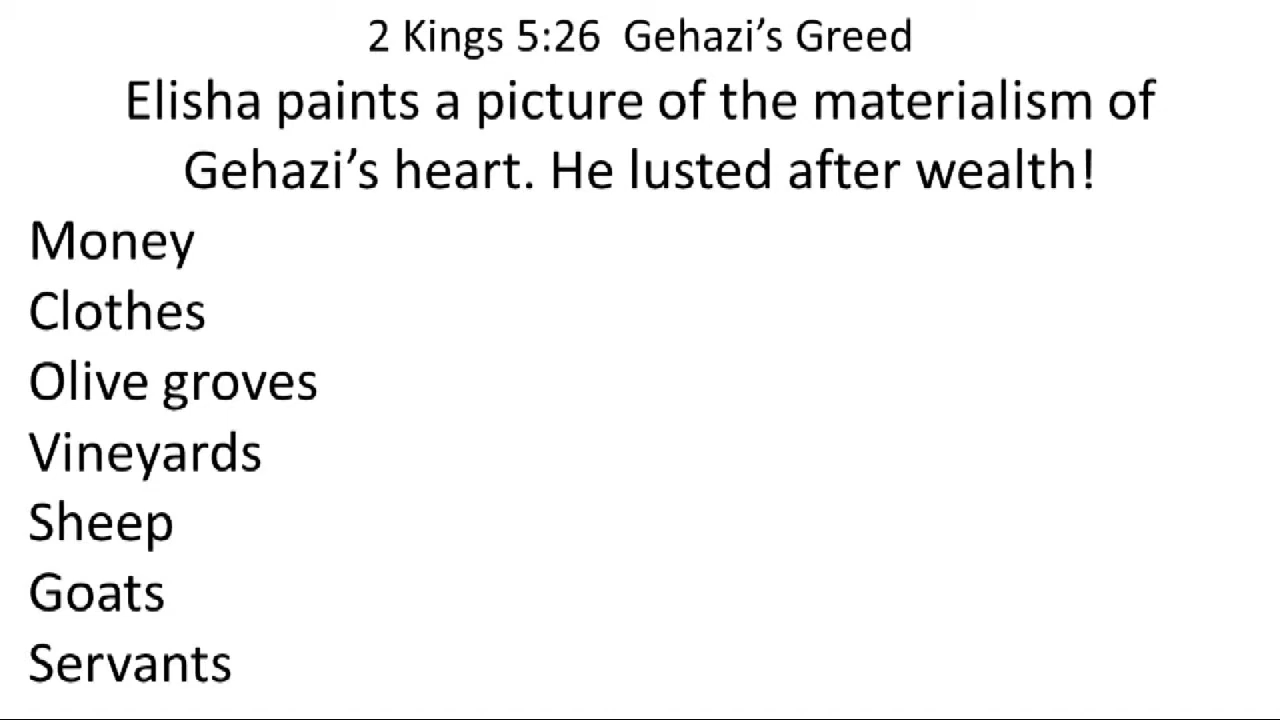 2 Kings 5:26  Gehazi’s Greed
Elisha paints a picture of the materialism of
Gehazi’s heart. He lusted after wealth!
Money
Clothes
Olive groves
Vineyards
Sheep
Goats
Servants